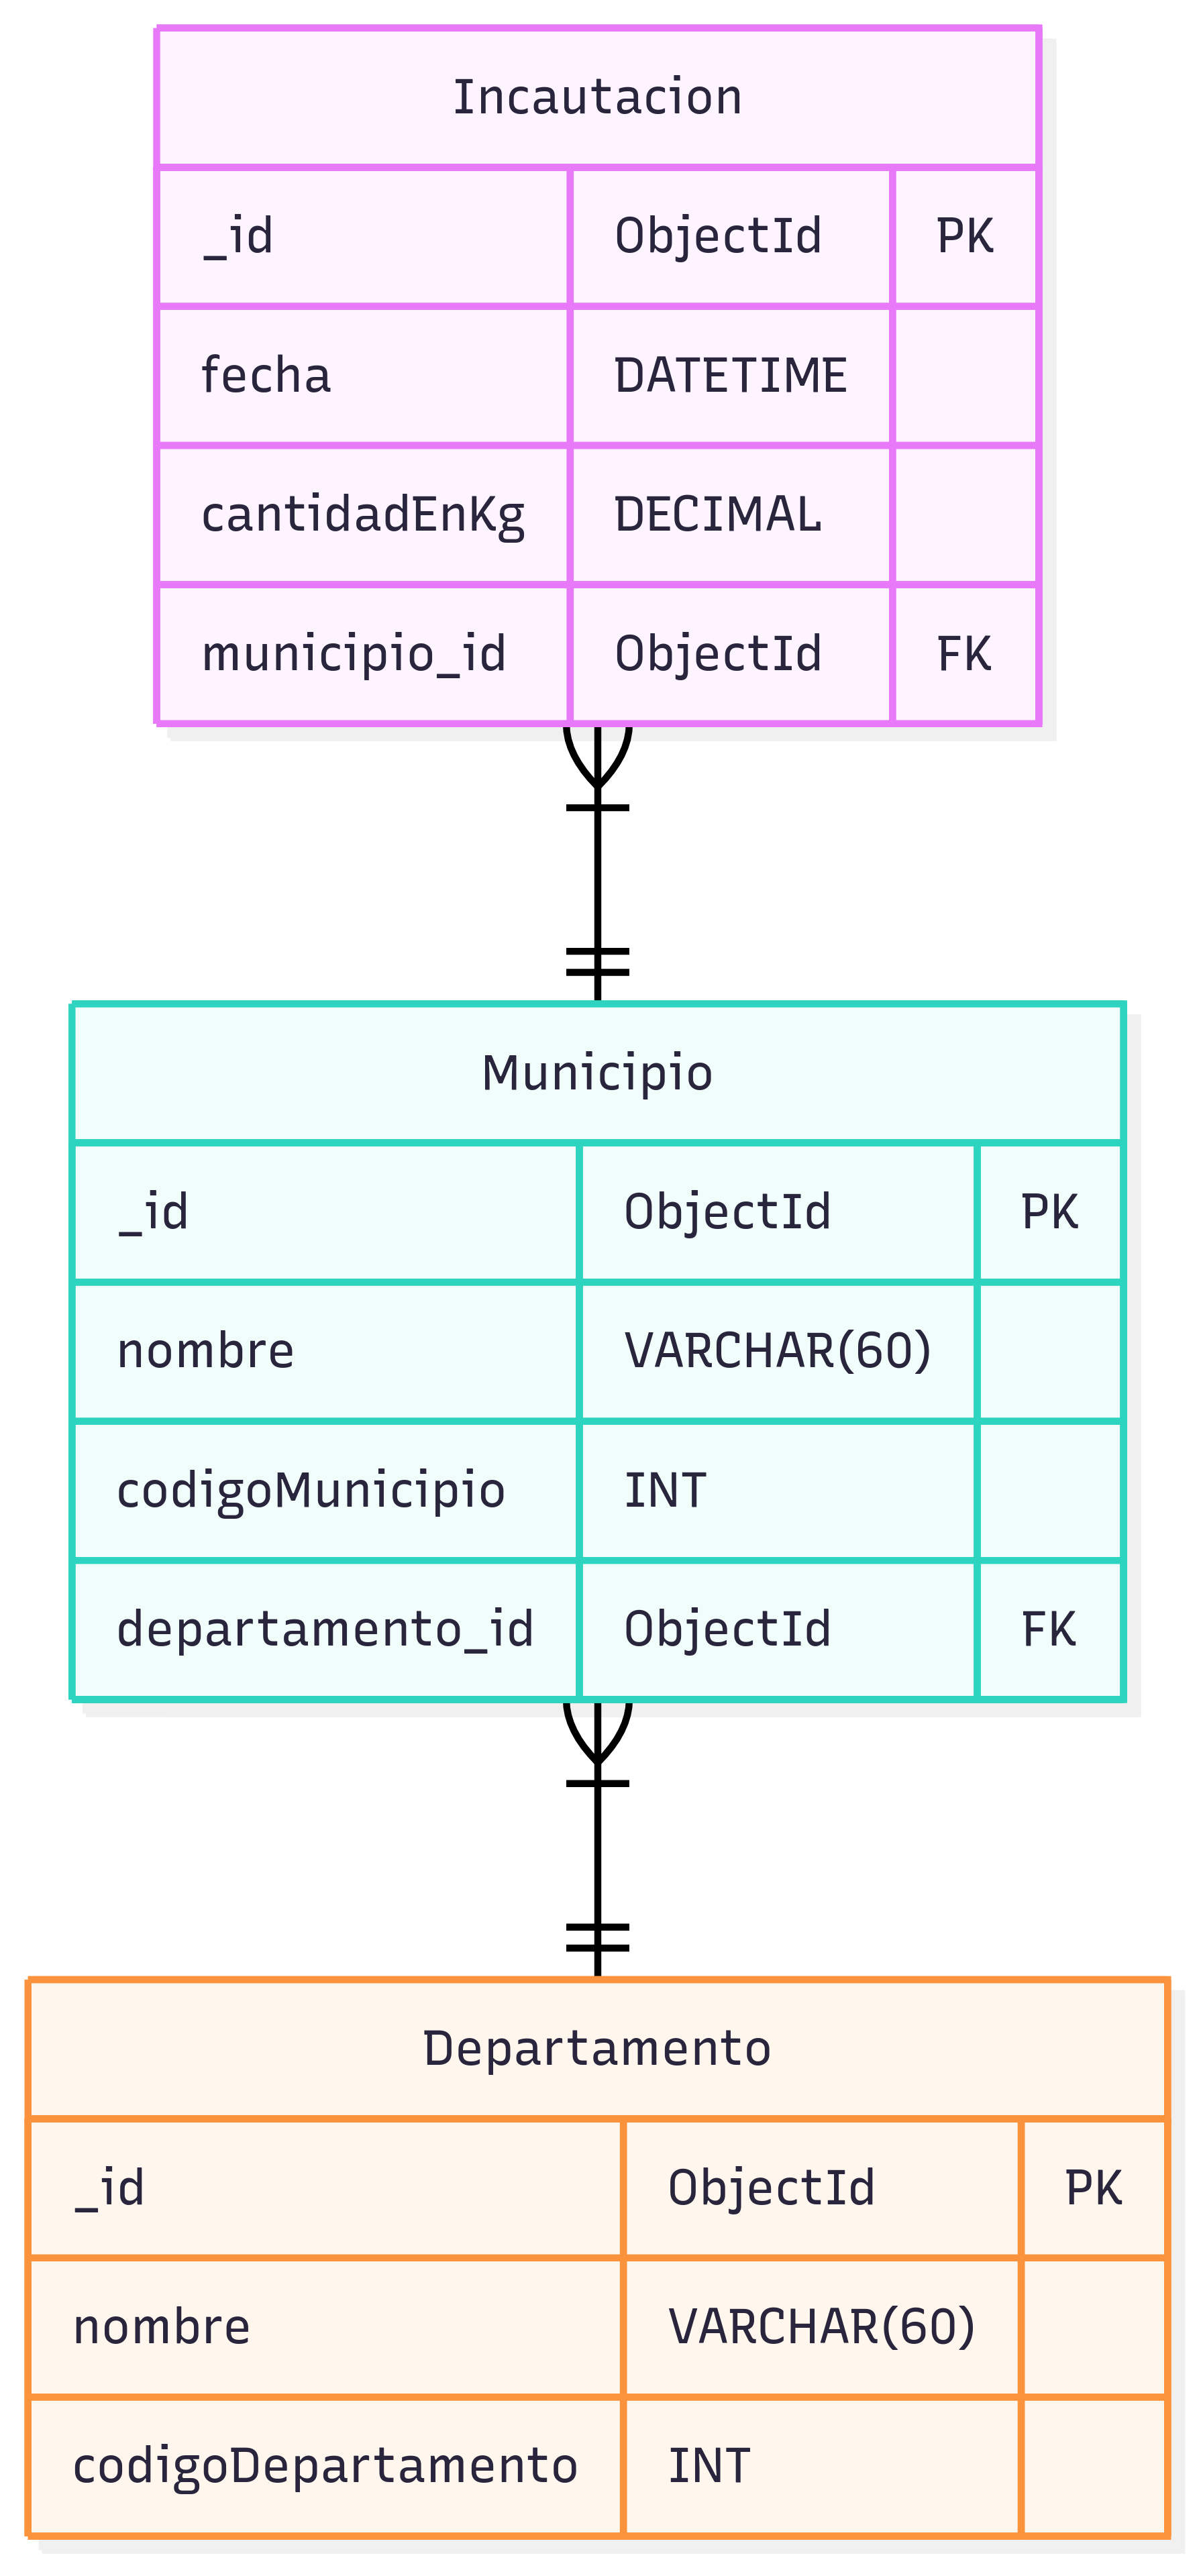 Incautacion
_id ObjectId PK
fecha DATETIME
cantidadEnKg DECIMAL
municipio_id ObjectId FK
Municipio
_id ObjectId PK
nombre VARCHAR(60)
codigoMunicipio INT
departamento_id ObjectId FK
Departamento
_id ObjectId PK
nombre VARCHAR(60)
codigoDepartamento INT